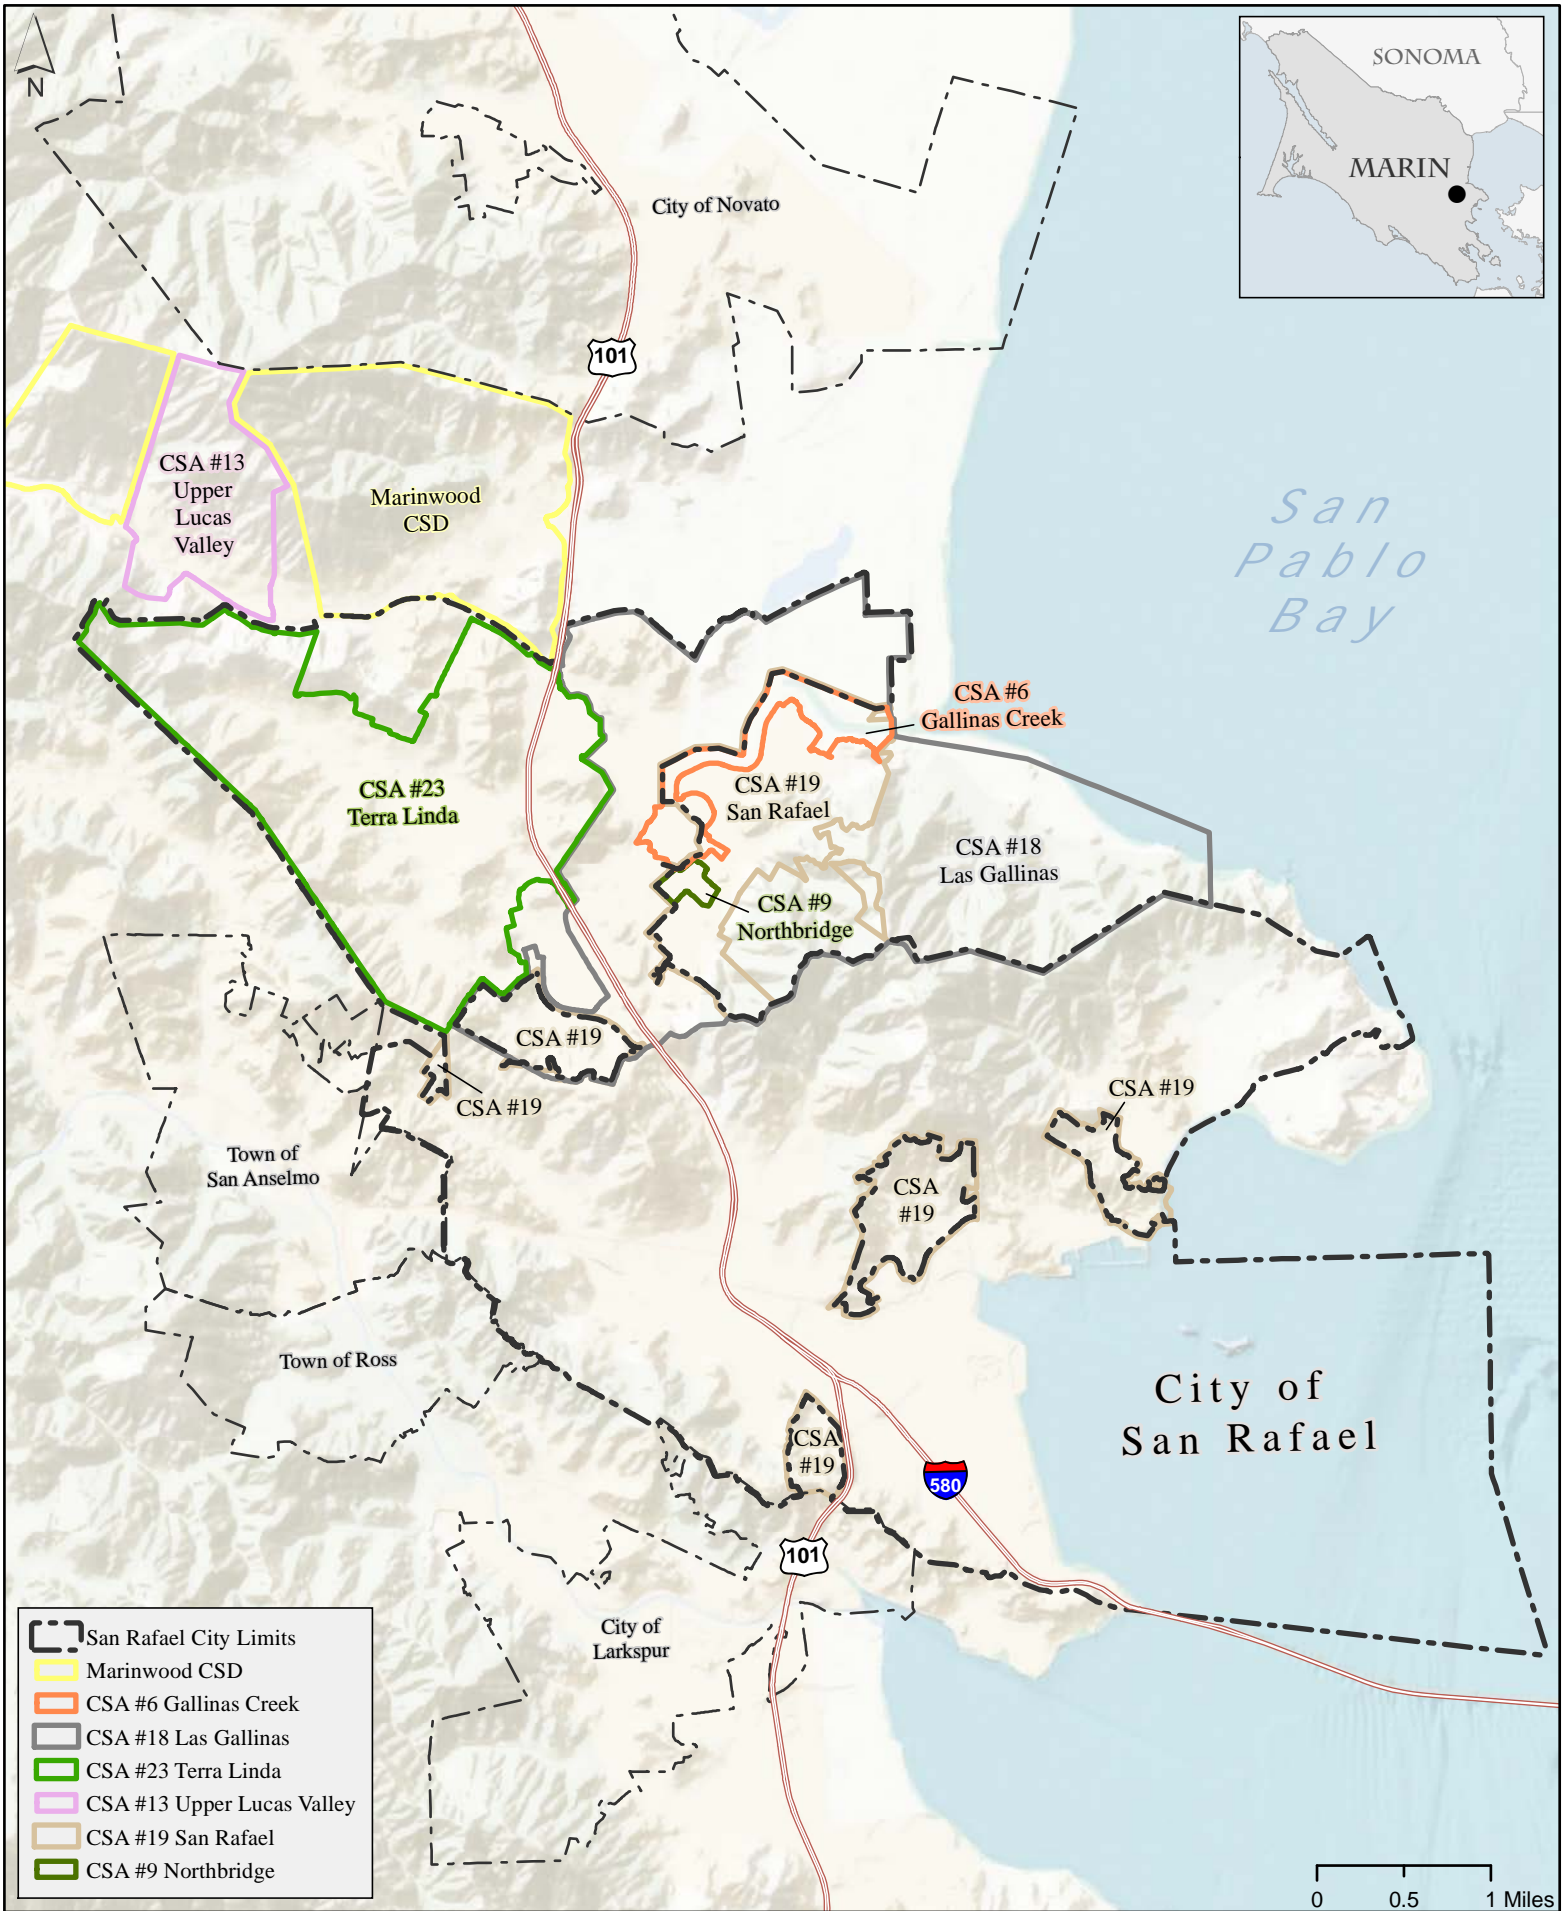 N
SONOMA
MARIN
City of Novato
101
CSA #13
Upper
Lucas
Valley
Marinwood
CSD
San
Pablo
Bay
CSA #6
Gallinas Creek
CSA #23
Terra Linda
CSA #19
San Rafael
CSA #18
Las Gallinas
CSA #9
Northbridge
CSA #19
CSA #19
CSA #19
Town of
San Anselmo
CSA
#19
Town of Ross
City of
San Rafael
CSA
#19
580
101
City of
Larkspur
San Rafael City Limits
Marinwood CSD
CSA #6 Gallinas Creek
CSA #18 Las Gallinas
CSA #23 Terra Linda
CSA #13 Upper Lucas Valley
CSA #19 San Rafael
CSA #9 Northbridge
0 0.5 1 Miles